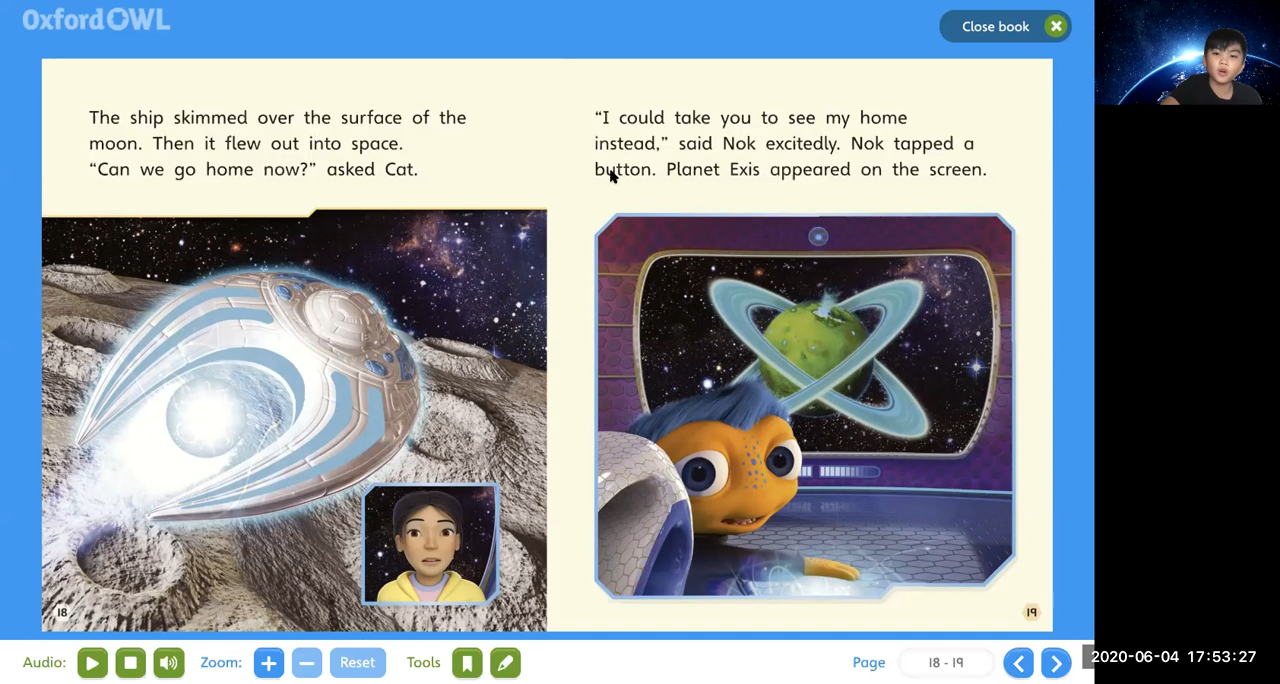 Oxford OWL
Close book
The ship skimmed over the surface of the
moon. Then it flew out into space.
“Can we go home now?” asked Cat.
“I could take you to see my home
instead,” said Nok excitedly. Nok tapped a
button. Planet Exis appeared on the screen.
18
19
Audio:
Zoom:
Reset
Tools
Page
18 - 19
2020-06-04 17:53:27